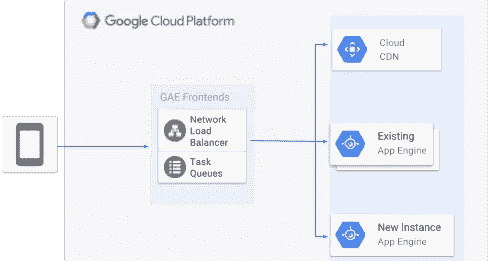 Google Cloud Platform
GAE Frontends
Network
Load
Balancer
Task
Queues
Cloud
CDN
Existing
App Engine
New Instance
App Engine